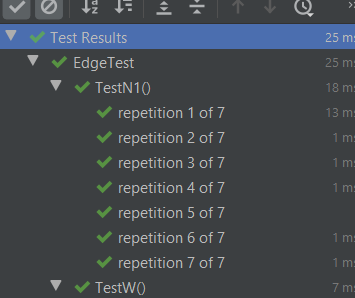 Test Results 25 ms
EdgeTest 25 ms
TestN1() 18 ms
repetition 1 of 7 13 ms
repetition 2 of 7 1 ms
repetition 3 of 7 1 ms
repetition 4 of 7 1 ms
repetition 5 of 7
repetition 6 of 7 1 ms
repetition 7 of 7 1 ms
TestW() 7 ms